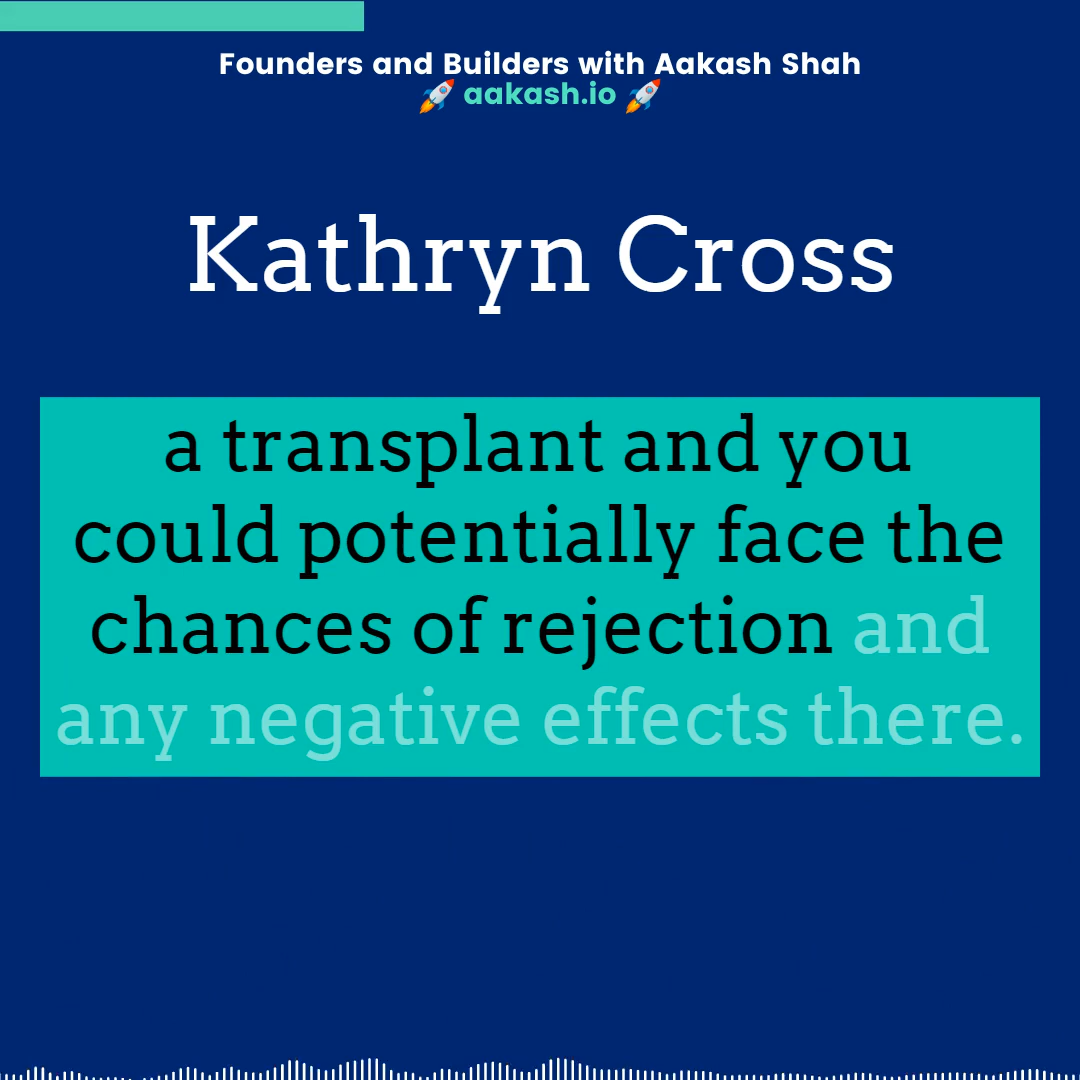 Founders and Builders with Aakash Shah
🚀 aakash.io 🚀
Kathryn Cross
a transplant and you
could potentially face the
chances of rejection and
any negative effects there.